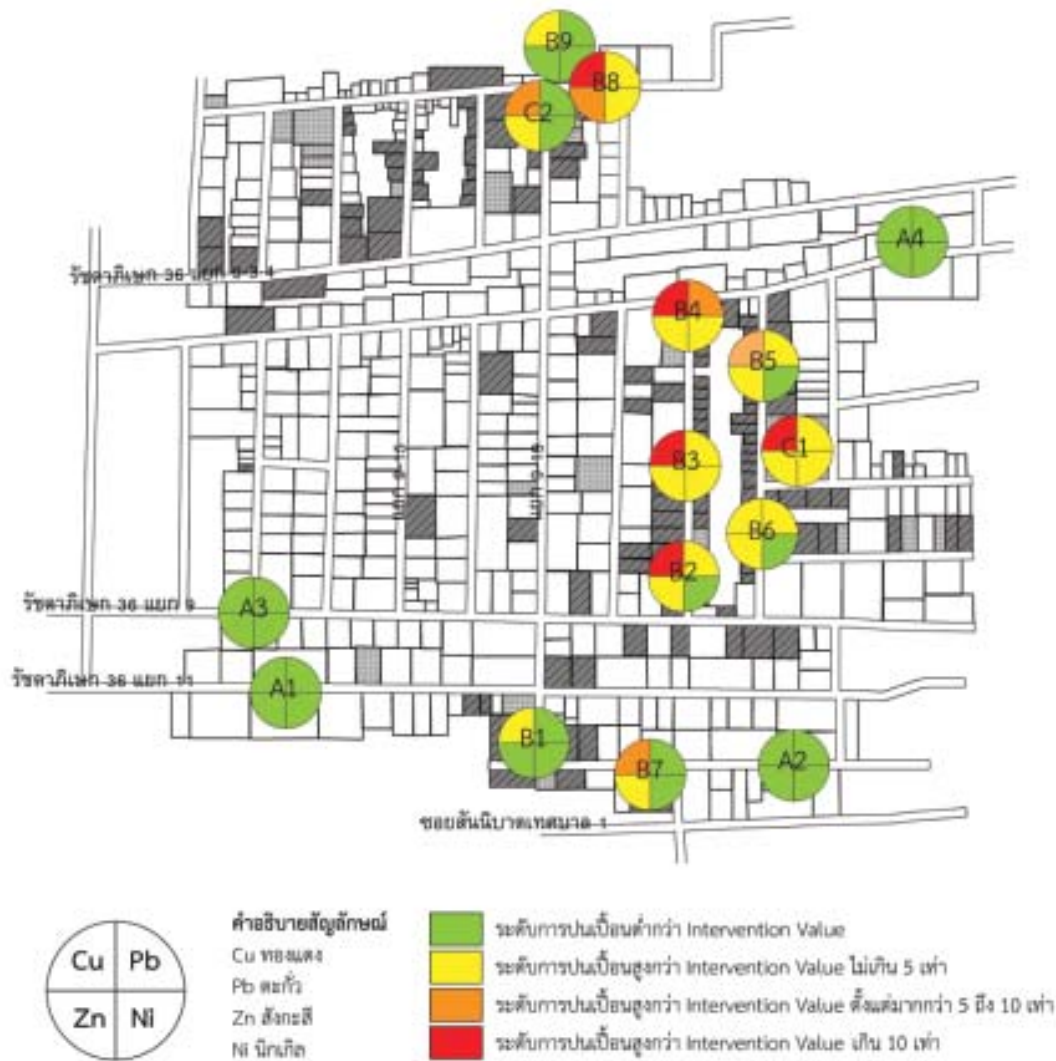 B9
B8
C2
A4
รัชดาภิเษก 36 แยก
B4
B5
B3
C1
B6
B2
รัชดาภิเษก 36 แยก 9
A3
รัชดาภิเษก 36 แยก 11
A1
B1
B7
A2
ซอยสันนิบาตเทศบาล 1
คำอธิบายสัญลักษณ์
Cu Pb
Zn Ni
Cu ทองแดง
Pb ตะกั่ว
Zn สังกะสี
Ni นิกเกิล
ระดับการปนเปื้อนต่ำกว่า Intervention Value
ระดับการปนเปื้อนสูงกว่า Intervention Value ไม่เกิน 5 เท่า
ระดับการปนเปื้อนสูงกว่า Intervention Value ตั้งแต่มากกว่า 5 ถึง 10 เท่า
ระดับการปนเปื้อนสูงกว่า Intervention Value เกิน 10 เท่า